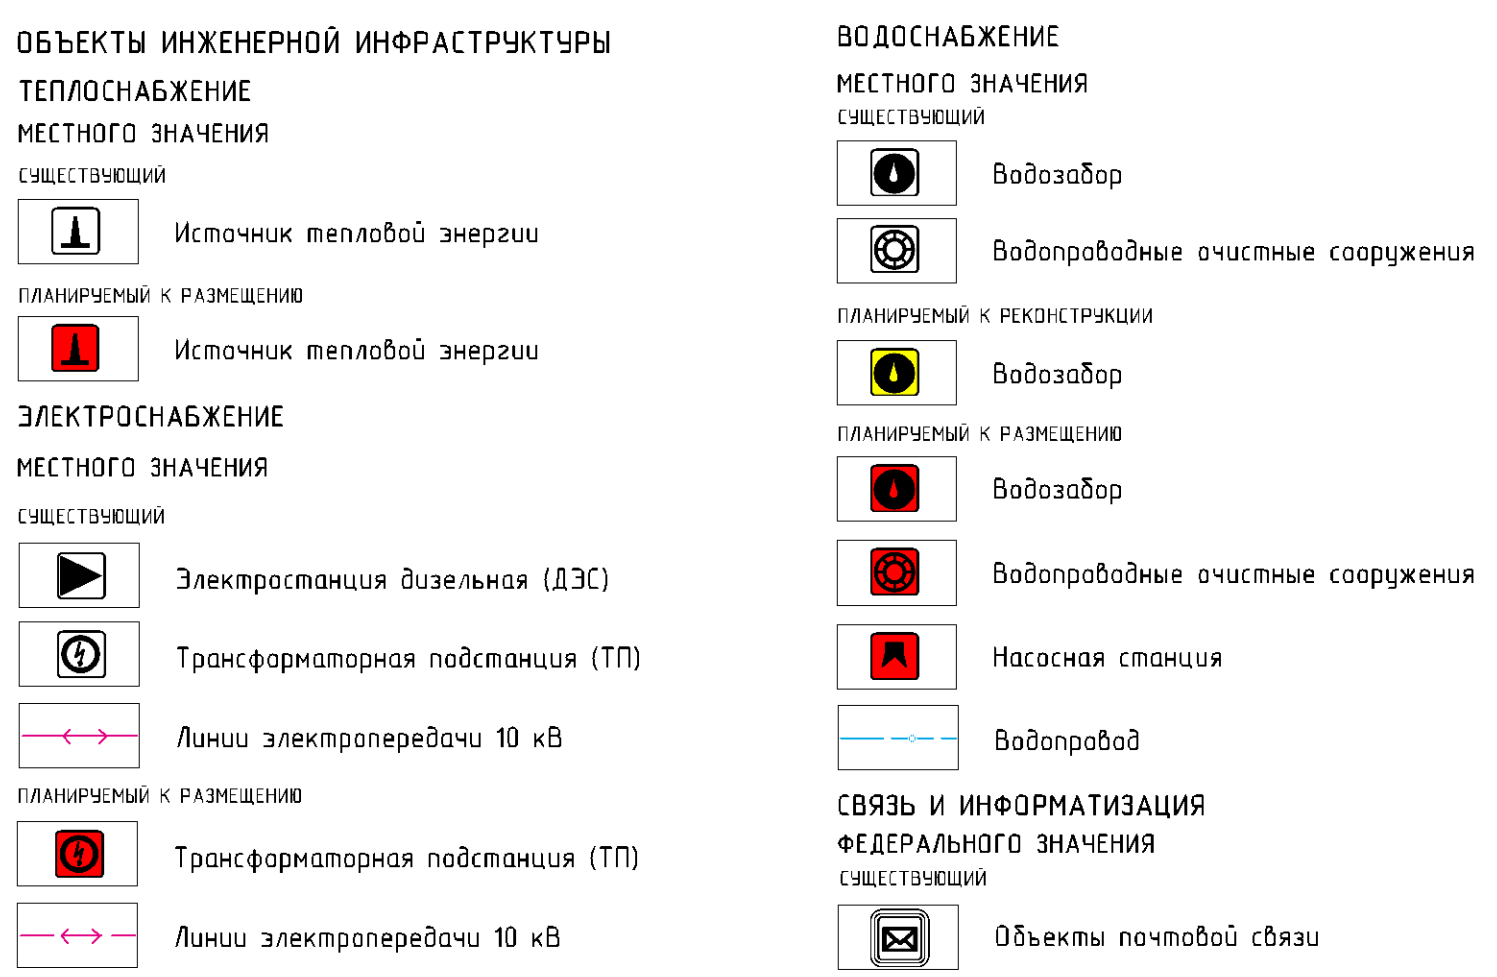 ОБЪЕКТЫ ИНЖЕНЕРНОЙ ИНФРАСТРУКТУРЫ
ТЕПЛОСНАБЖЕНИЕ
МЕСТНОГО ЗНАЧЕНИЯ
СУЩЕСТВУЮЩИЙ
Источник тепловой энергии
ПЛАНИРУЕМЫЙ К РАЗМЕЩЕНИЮ
Источник тепловой энергии
ЭЛЕКТРОСНАБЖЕНИЕ
МЕСТНОГО ЗНАЧЕНИЯ
СУЩЕСТВУЮЩИЙ
Электростанция дизельная (ДЭС)
Трансформаторная подстанция (ТП)
Линии электропередачи 10 кВ
ПЛАНИРУЕМЫЙ К РАЗМЕЩЕНИЮ
Трансформаторная подстанция (ТП)
Линии электропередачи 10 кВ
ВОДОСНАБЖЕНИЕ
МЕСТНОГО ЗНАЧЕНИЯ
СУЩЕСТВУЮЩИЙ
Водозабор
Водопроводные очистные сооружения
ПЛАНИРУЕМЫЙ К РЕКОНСТРУКЦИИ
Водозабор
ПЛАНИРУЕМЫЙ К РАЗМЕЩЕНИЮ
Водозабор
Водопроводные очистные сооружения
Насосная станция
Водопровод
СВЯЗЬ И ИНФОРМАТИЗАЦИЯ
ФЕДЕРАЛЬНОГО ЗНАЧЕНИЯ
СУЩЕСТВУЮЩИЙ
Объекты почтовой связи